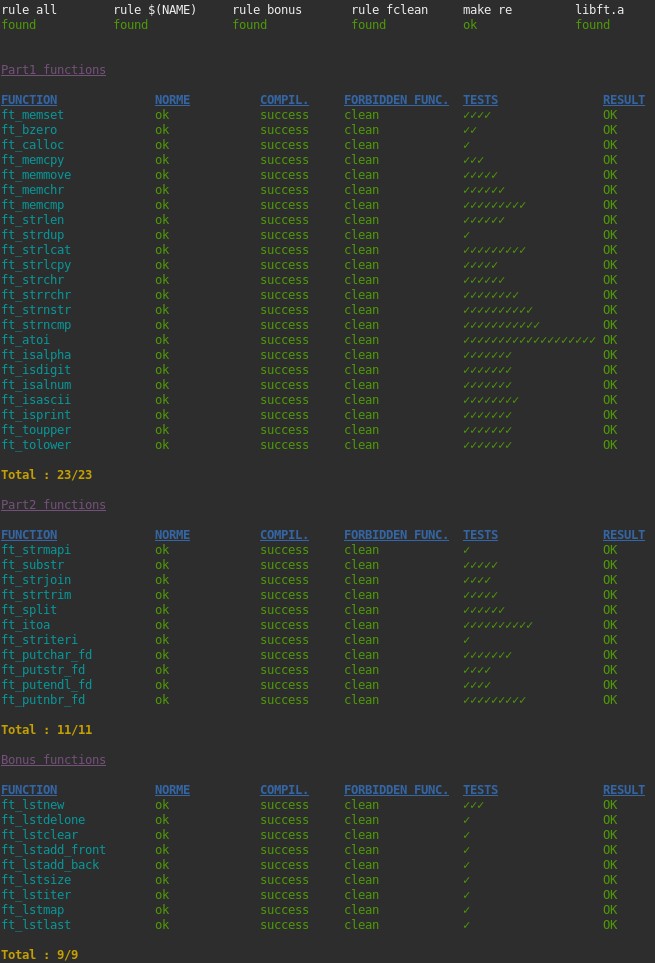 rule all rule $(NAME) rule bonus rule fclean make re libft.a
found found found found ok found
Part1 functions
FUNCTION NORME COMPIL. FORBIDDEN FUNC. TESTS RESULT
ft_memset ok success clean ✓✓✓✓ OK
ft_bzero ok success clean ✓✓ OK
ft_calloc ok success clean ✓ OK
ft_memcpy ok success clean ✓✓✓ OK
ft_memmove ok success clean ✓✓✓✓✓ OK
ft_memchr ok success clean ✓✓✓✓✓✓ OK
ft_memcmp ok success clean ✓✓✓✓✓✓✓✓✓ OK
ft_strlen ok success clean ✓✓✓✓✓✓ OK
ft_strdup ok success clean ✓ OK
ft_strlcat ok success clean ✓✓✓✓✓✓✓✓✓ OK
ft_strlcpy ok success clean ✓✓✓✓✓ OK
ft_strchr ok success clean ✓✓✓✓✓✓ OK
ft_strrchr ok success clean ✓✓✓✓✓✓✓✓ OK
ft_strnstr ok success clean ✓✓✓✓✓✓✓✓✓✓ OK
ft_strncmp ok success clean ✓✓✓✓✓✓✓✓✓✓✓ OK
ft_atoi ok success clean ✓✓✓✓✓✓✓✓✓✓✓✓✓✓✓✓✓✓✓ OK
ft_isalpha ok success clean ✓✓✓✓✓✓✓ OK
ft_isdigit ok success clean ✓✓✓✓✓✓✓ OK
ft_isalnum ok success clean ✓✓✓✓✓✓✓ OK
ft_isascii ok success clean ✓✓✓✓✓✓✓✓ OK
ft_isprint ok success clean ✓✓✓✓✓✓✓ OK
ft_toupper ok success clean ✓✓✓✓✓✓✓ OK
ft_tolower ok success clean ✓✓✓✓✓✓✓ OK
Total : 23/23
Part2 functions
FUNCTION NORME COMPIL. FORBIDDEN FUNC. TESTS RESULT
ft_strmapi ok success clean ✓ OK
ft_substr ok success clean ✓✓✓✓✓ OK
ft_strjoin ok success clean ✓✓✓✓ OK
ft_strtrim ok success clean ✓✓✓✓✓ OK
ft_split ok success clean ✓✓✓✓✓✓ OK
ft_itoa ok success clean ✓✓✓✓✓✓✓✓✓✓ OK
ft_striteri ok success clean ✓ OK
ft_putchar_fd ok success clean ✓✓✓✓✓✓✓ OK
ft_putstr_fd ok success clean ✓✓✓✓ OK
ft_putendl_fd ok success clean ✓✓✓✓ OK
ft_putnbr_fd ok success clean ✓✓✓✓✓✓✓✓✓ OK
Total : 11/11
Bonus functions
FUNCTION NORME COMPIL. FORBIDDEN FUNC. TESTS RESULT
ft_lstnew ok success clean ✓✓✓ OK
ft_lstdelone ok success clean ✓ OK
ft_lstclear ok success clean ✓ OK
ft_lstadd_front ok success clean ✓ OK
ft_lstadd_back ok success clean ✓ OK
ft_lstsize ok success clean ✓ OK
ft_lstiter ok success clean ✓ OK
ft_lstmap ok success clean ✓ OK
ft_lstlast ok success clean ✓ OK
Total : 9/9